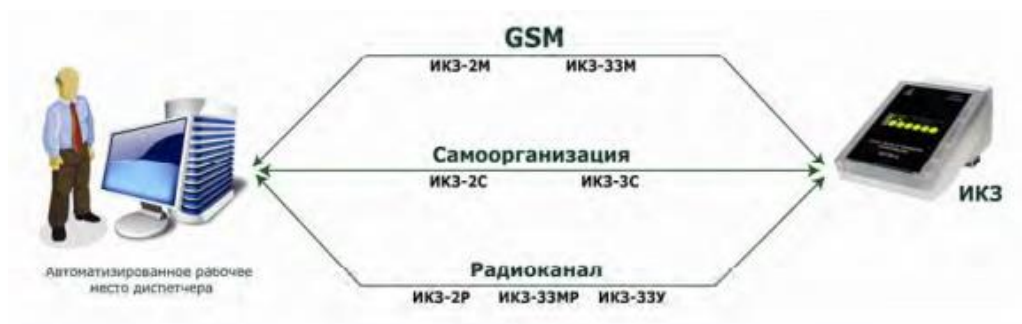 GSM
ИКЗ-2М ИКЗ-33М
Самоорганизация
ИКЗ-2С ИКЗ-3С
ИКЗ
Автоматизированное рабочее
место диспетчера
Радиоканал
ИКЗ-2Р ИКЗ-33МР ИКЗ-33У